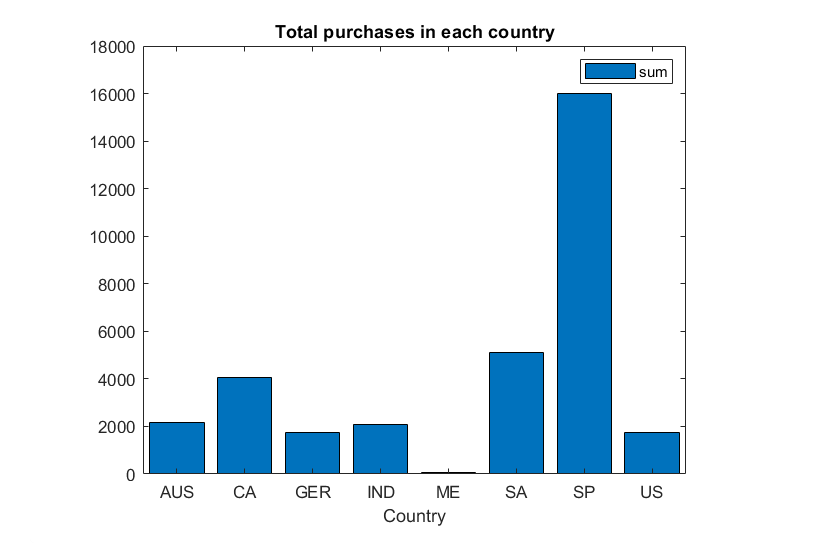 Total purchases in each country
18000
sum
16000
14000
12000
10000
8000
6000
4000
2000
0
AUS CA GER IND ME SA SP US
Country